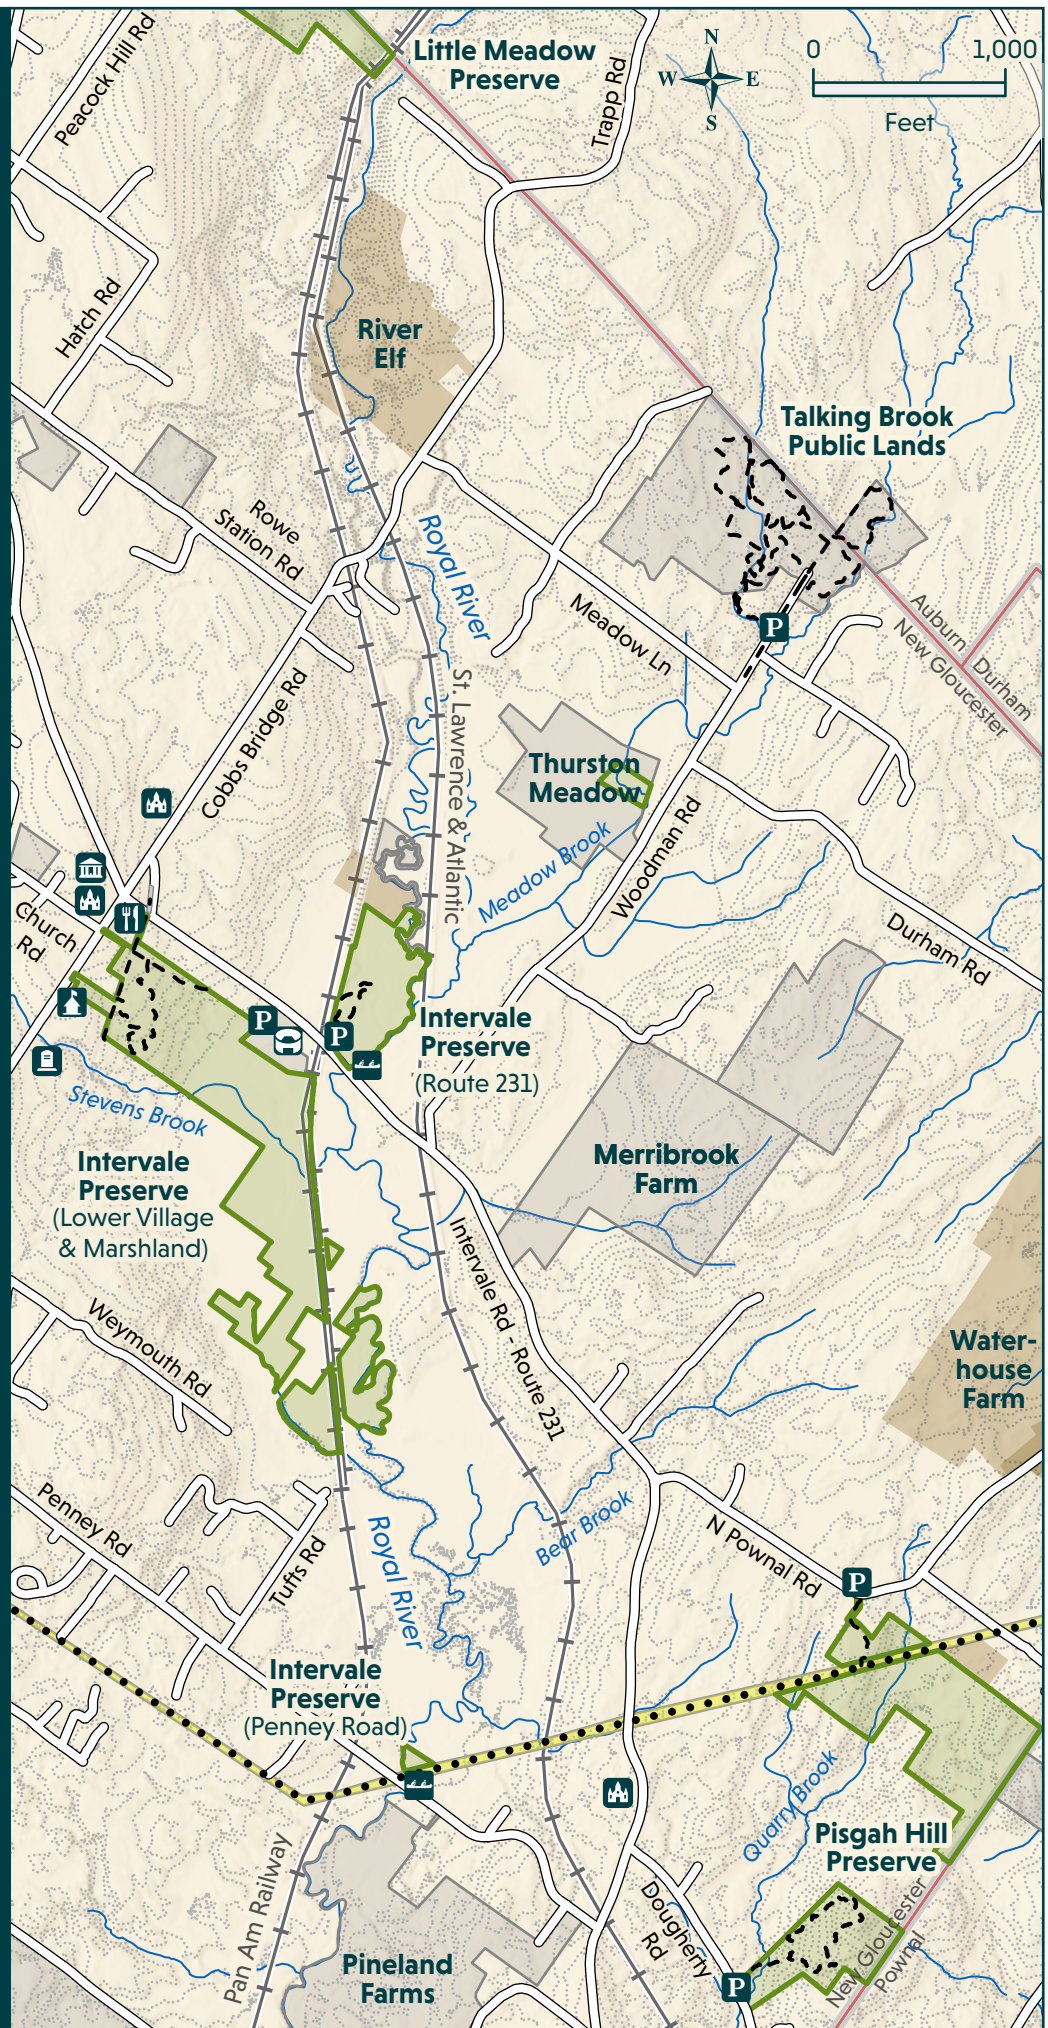 Little Meadow
Preserve
N
W
E
S
0
1,000
Feet
Peacock Hill Rd
Trapp Rd
Hatch Rd
River
Elf
Talking Brook
Public Lands
Rowe
Station Rd
Royal River
Meadow Ln
P
Auburn
New Gloucester
Durham
St. Lawrence & Atlantic
Cobbs Bridge Rd
Thurston
Meadow
Woodman Rd
Meadow Brook
Church
Rd
Durham Rd
P
P
Intervale
Preserve
(Route 231)
Stevens Brook
Intervale
Preserve
(Lower Village
& Marshland)
Merribrook
Farm
Intervale Rd - Route 231
Weymouth Rd
Water-
house
Farm
Penney Rd
Tufts Rd
Royal River
Bear Brook
N Pownal Rd
P
Intervale
Preserve
(Penney Road)
Quarry Brook
Pisgah Hill
Preserve
Pan Am Railway
Pineland
Farms
Dougherty
Rd
P
New Gloucester
Pownal